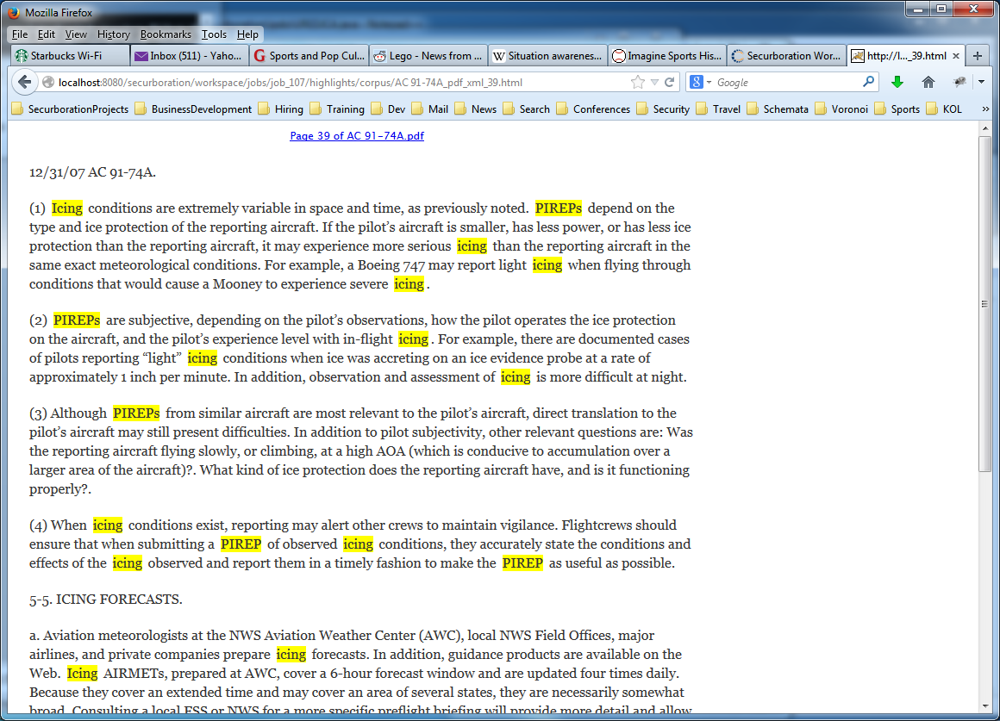 Mozilla Firefox
File Edit View History Bookmarks Tools Help
Starbucks Wi-Fi Inbox (511) - Yaho... Sports and Pop Cul... Lego - News from ... Situation awarenes... Imagine Sports His... Securboration Wor... http://l..._39.html
localhost:8080/securboration/workspace/jobs/job_107/highlights/corpus/AC 91-74A_pdf_xml_39.html Google
SecurborationProjects BusinessDevelopment Hiring Training Dev Mail News Search Conferences Security Travel Schemata Voronoi Sports KOL »
Page 39 of AC 91-74A.pdf
12/31/07 AC 91-74A.
(1) Icing conditions are extremely variable in space and time, as previously noted. PIREPs depend on the
type and ice protection of the reporting aircraft. If the pilot’s aircraft is smaller, has less power, or has less ice
protection than the reporting aircraft, it may experience more serious icing than the reporting aircraft in the
same exact meteorological conditions. For example, a Boeing 747 may report light icing when flying through
conditions that would cause a Mooney to experience severe icing .
(2) PIREPs are subjective, depending on the pilot’s observations, how the pilot operates the ice protection
on the aircraft, and the pilot’s experience level with in-flight icing . For example, there are documented cases
of pilots reporting “light” icing conditions when ice was accreting on an ice evidence probe at a rate of
approximately 1 inch per minute. In addition, observation and assessment of icing is more difficult at night.
(3) Although PIREPs from similar aircraft are most relevant to the pilot’s aircraft, direct translation to the
pilot’s aircraft may still present difficulties. In addition to pilot subjectivity, other relevant questions are: Was
the reporting aircraft flying slowly, or climbing, at a high AOA (which is conducive to accumulation over a
larger area of the aircraft)?. What kind of ice protection does the reporting aircraft have, and is it functioning
properly?.
(4) When icing conditions exist, reporting may alert other crews to maintain vigilance. Flightcrews should
ensure that when submitting a PIREP of observed icing conditions, they accurately state the conditions and
effects of the icing observed and report them in a timely fashion to make the PIREP as useful as possible.
5-5. ICING FORECASTS.
a. Aviation meteorologists at the NWS Aviation Weather Center (AWC), local NWS Field Offices, major
airlines, and private companies prepare icing forecasts. In addition, guidance products are available on the
Web. Icing AIRMETs, prepared at AWC, cover a 6-hour forecast window and are updated four times daily.
Because they cover an extended time and may cover an area of several states, they are necessarily somewhat
broad. Consulting a local FSS or NWS for a more specific preflight briefing will provide more detail and allow